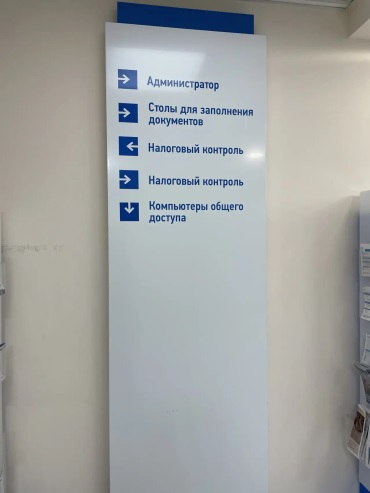 Администратор
Столы для заполнения
документов
Налоговый контроль
Налоговый контроль
Компьютеры общего
доступа